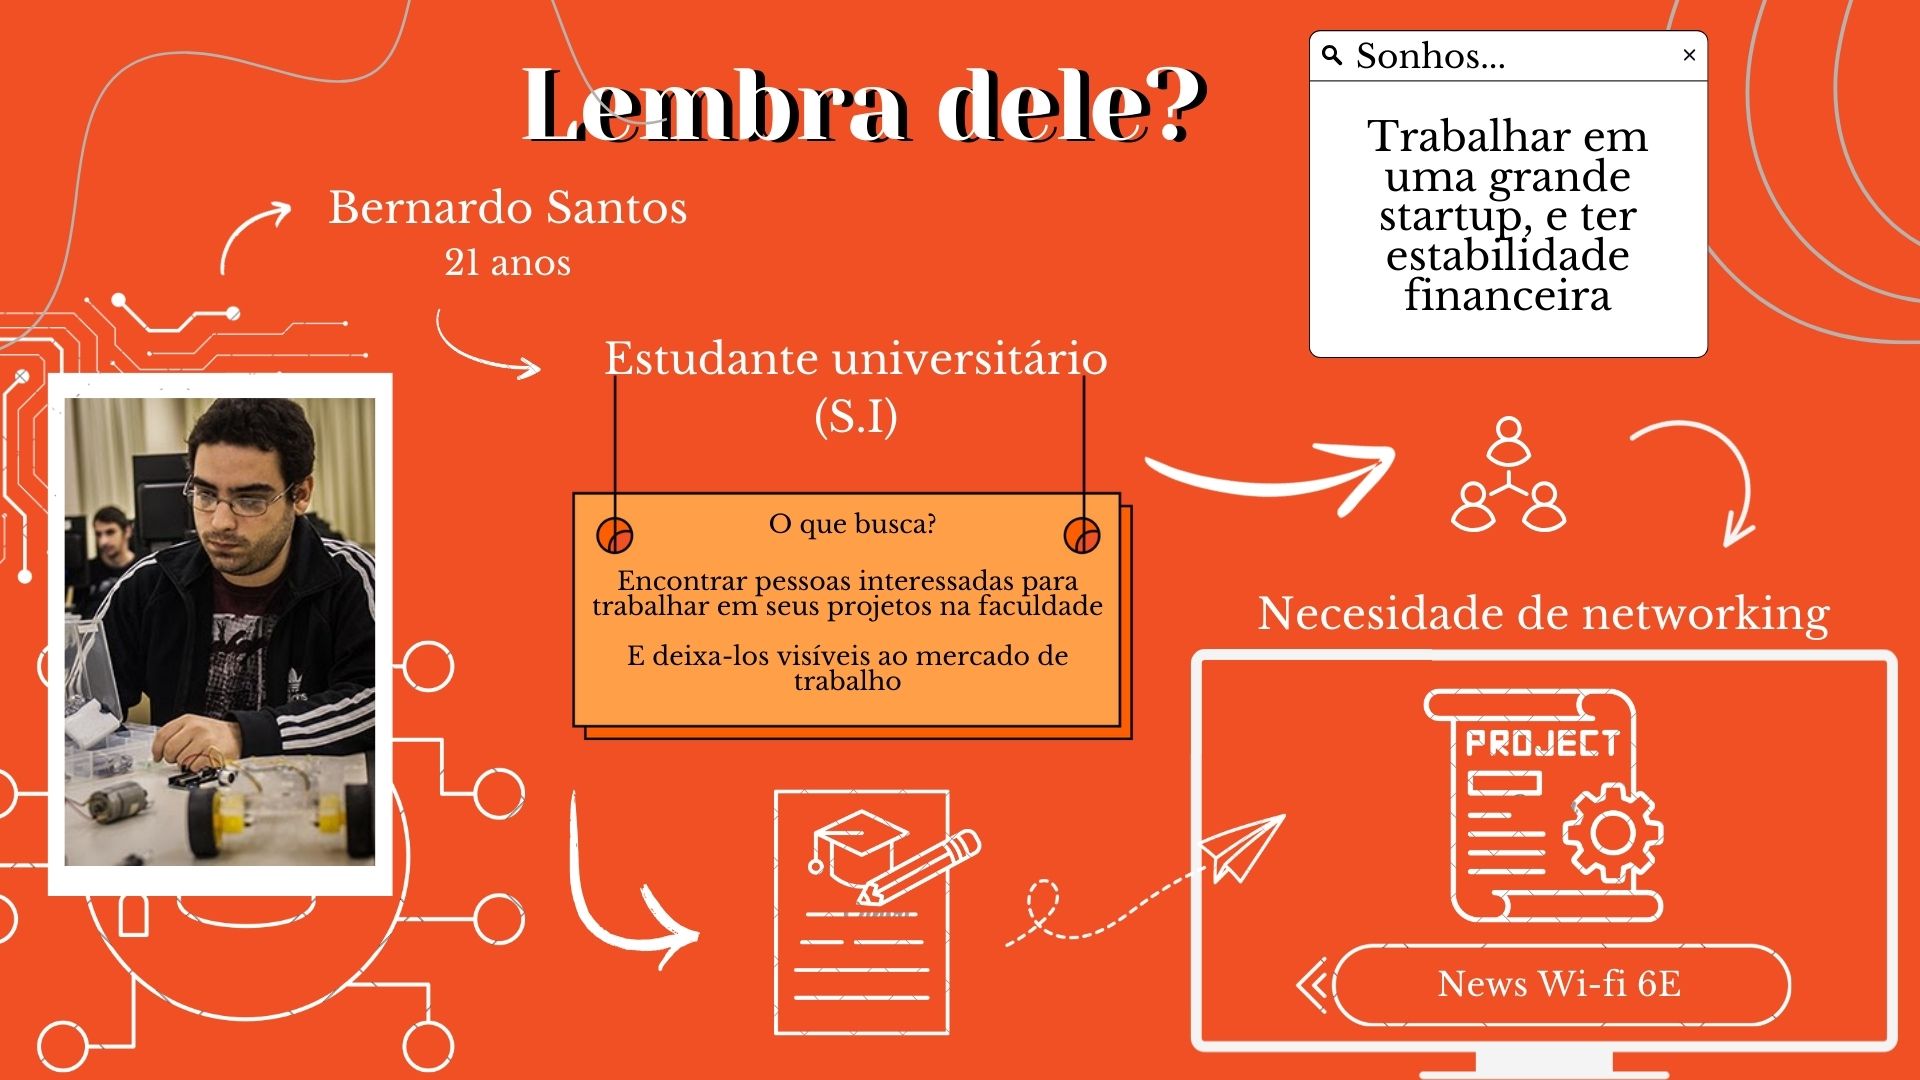 Lembra dele?
Bernardo Santos
21 anos
Estudante universitário
(S.I)
O que busca?
Encontrar pessoas interessadas para
trabalhar em seus projetos na faculdade
E deixa-los visíveis ao mercado de
trabalho
Sonhos...
Trabalhar em
uma grande
startup, e ter
estabilidade
financeira
Necesidade de networking
PROJECT
News Wi-fi 6E